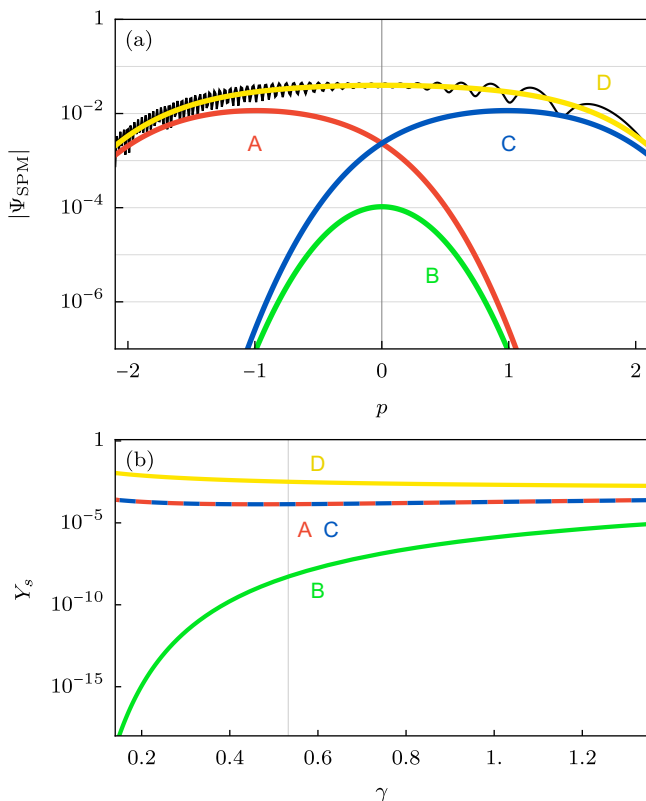 (a)
1
10⁻²
10⁻⁴
10⁻⁶
|Ψ_SPM|
A
B
C
D
−2 −1 0 1 2
p
(b)
1
10⁻⁵
10⁻¹⁰
10⁻¹⁵
Y_s
D
A C
B
0.2 0.4 0.6 0.8 1. 1.2
γ